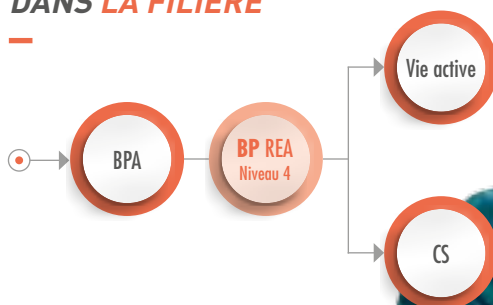 DANS LA FILIÈRE
BPA
BP REA
Niveau 4
Vie active
CS